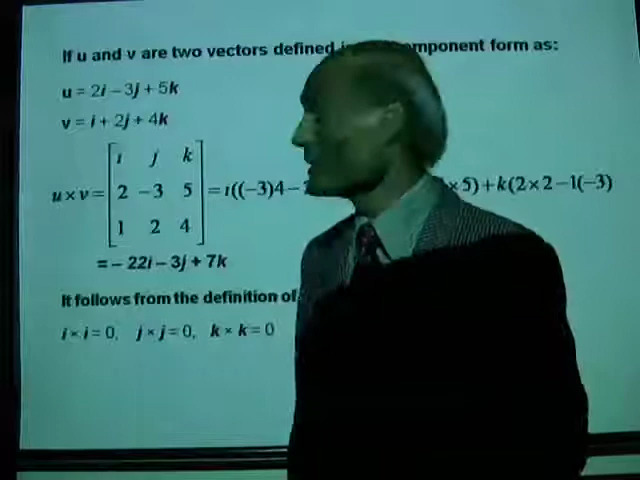 If u and v are two vectors defined component form as:
u = 2i – 3j + 5k
v = i + 2j + 4k
i j k
u × v = 2 –3 5 = i((–3)4 – × 5) + k(2 × 2 – 1(–3)
1 2 4
= – 22i – 3j + 7k
It follows from the definition of
i × i = 0, j × j = 0, k × k = 0